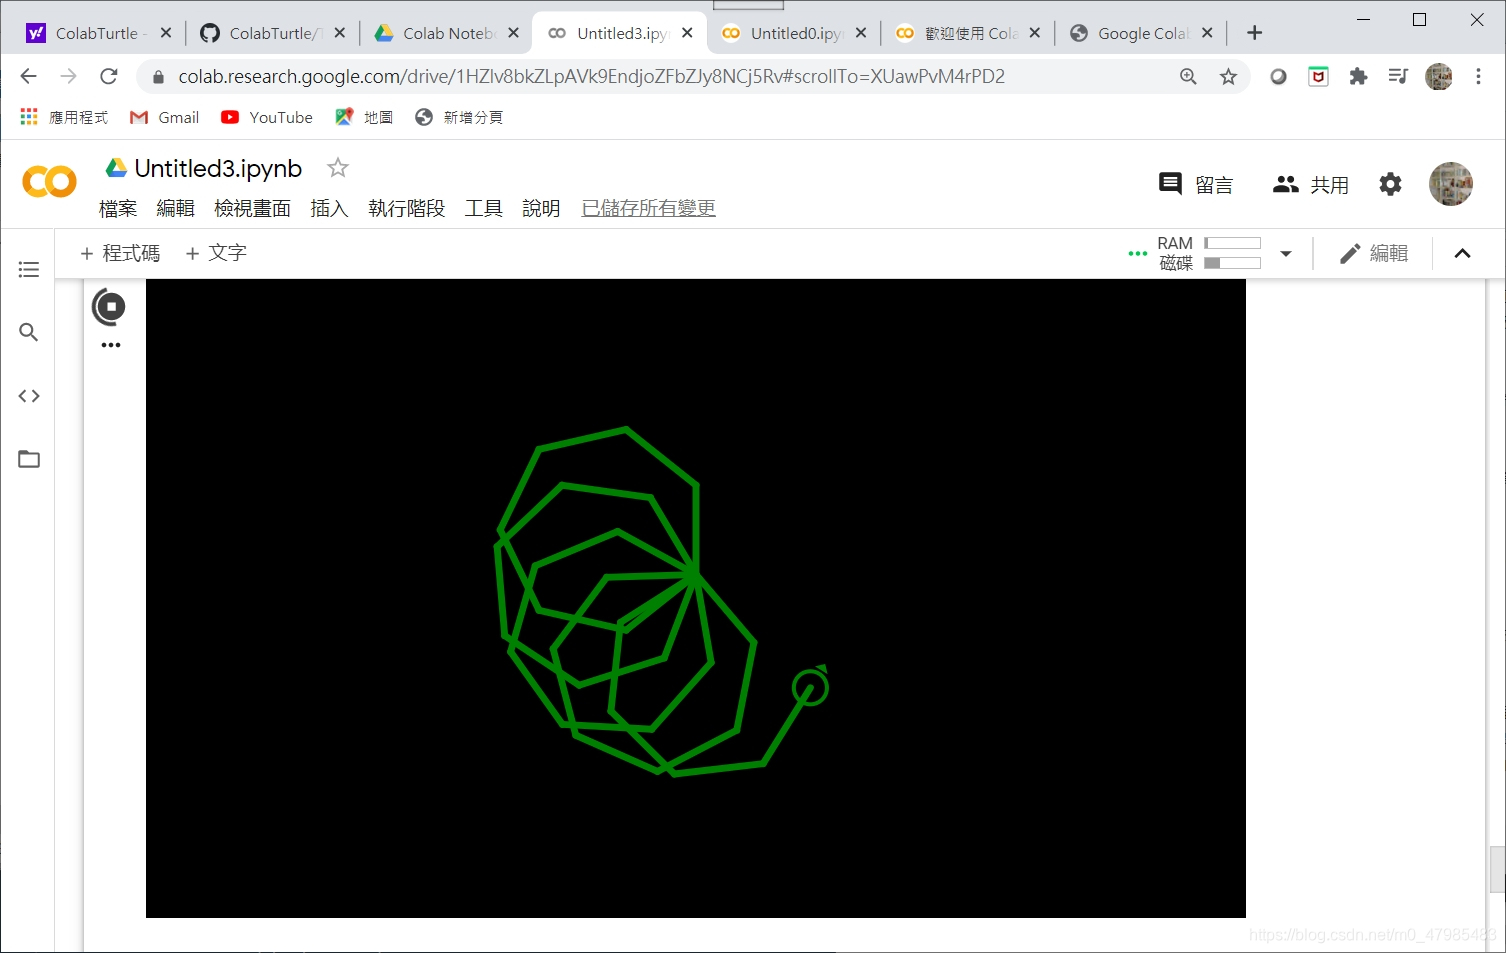 ColabTurtle -
ColabTurtle/
Colab Noteb
Untitled3.ipy
Untitled0.ipy
歡迎使用 Cola
Google Colab
colab.research.google.com/drive/1HZlv8bkZLpAVk9EndjoZFbZJy8NCj5Rv#scrollTo=XUawPvM4rPD2
應用程式 Gmail YouTube 地圖 新增分頁
Untitled3.ipynb
留言 共用
檔案 編輯 檢視畫面 插入 執行階段 工具 說明 已儲存所有變更
+ 程式碼 + 文字
RAM
磁碟
編輯
https://blog.csdn.net/m0_47985483